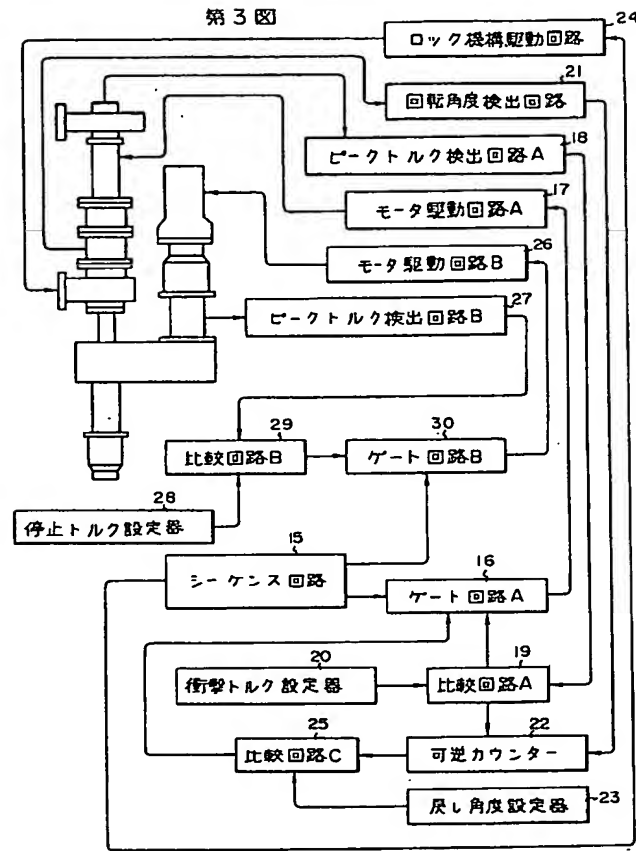 第3図
24
ロック機構駆動回路
21
回転角度検出回路
18
ピークトルク検出回路A
17
モータ駆動回路A
26
モータ駆動回路B
27
ピークトルク検出回路B
29
比較回路B
30
ゲート回路B
28
停止トルク設定器
15
シーケンス回路
16
ゲート回路A
20
衝撃トルク設定器
19
比較回路A
25
比較回路C
22
可逆カウンター
戻し角度設定器
23